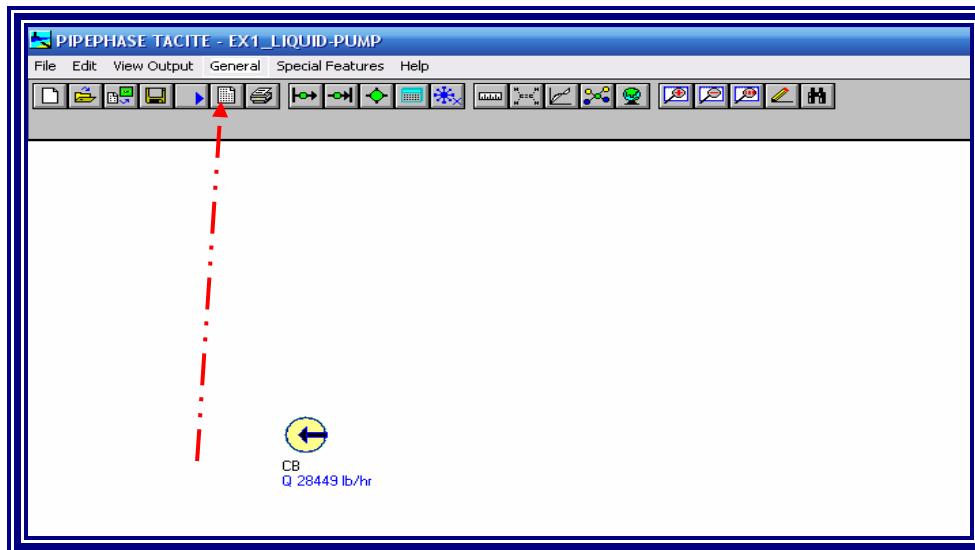 PIPEPHASE TACITE - EX1_LIQUID-PUMP
File Edit View Output General Special Features Help
CB
Q 28449 lb/hr